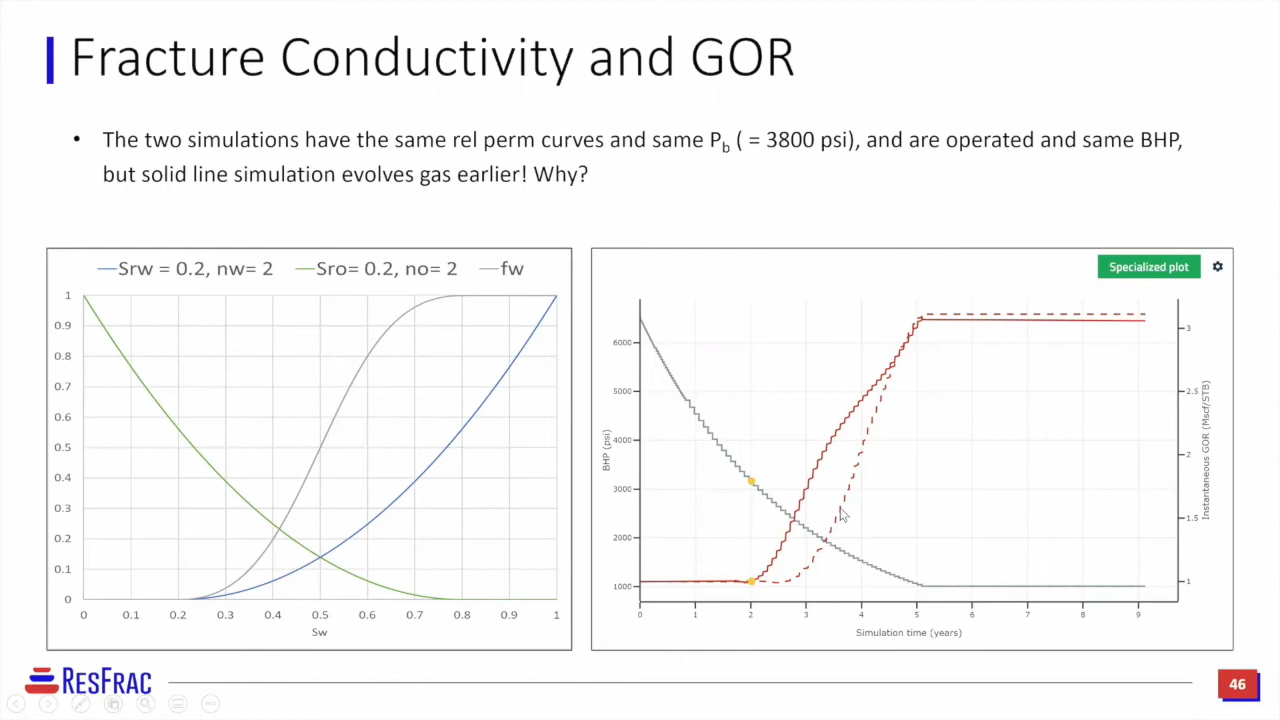 Fracture Conductivity and GOR
• The two simulations have the same rel perm curves and same Pb ( = 3800 psi), and are operated and same BHP,
but solid line simulation evolves gas earlier! Why?
Srw = 0.2, nw= 2 Sro= 0.2, no= 2 fw
1
0.9
0.8
0.7
0.6
0.5
0.4
0.3
0.2
0.1
0
0 0.1 0.2 0.3 0.4 0.5 0.6 0.7 0.8 0.9 1
Sw
Specialized plot
6000
5000
4000
3000
2000
1000
BHP (psi)
3
2.5
2
1.5
1
Instantaneous GOR (Mscf/STB)
0 1 2 3 4 5 6 7 8 9
Simulation time (years)
RESFRAC
46